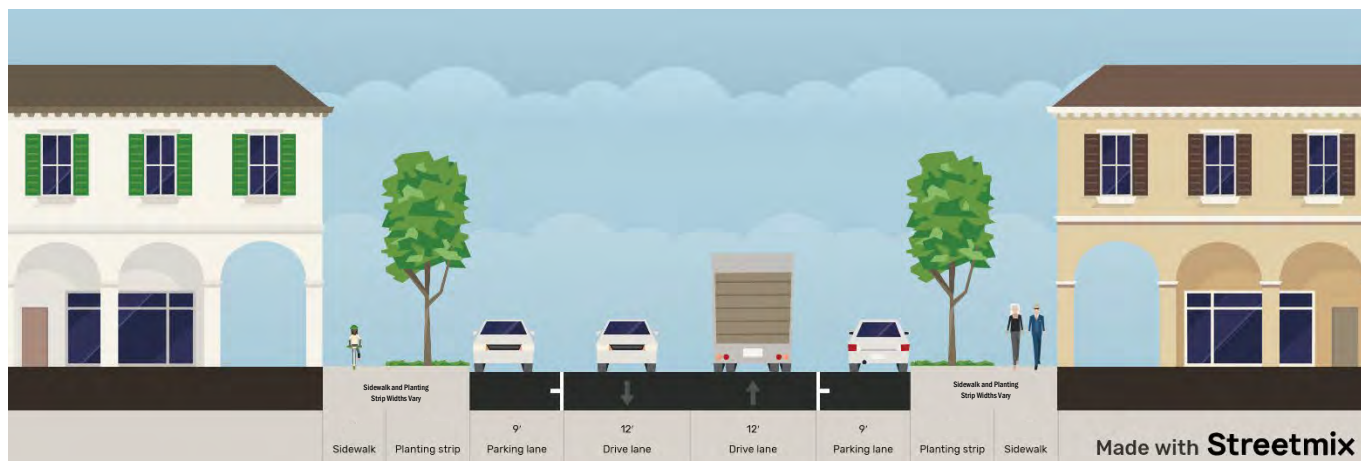 Sidewalk and Planting
Strip Widths Vary
Sidewalk and Planting
Strip Widths Vary
9' 12' 12' 9'
Sidewalk Planting strip Parking lane Drive lane Drive lane Parking lane Planting strip Sidewalk
Made with Streetmix